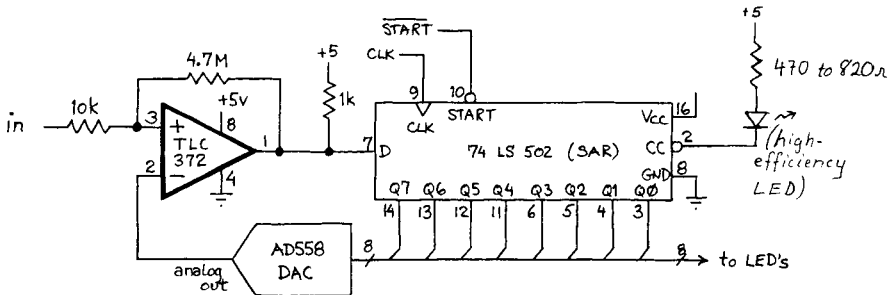 START
CLK
+5
+5
4.7M
470 to 820Ω
10k
1k
+5v
9
10
16
in
3
+
8
1
7
D
CLK
START
Vcc
2
(high-
efficiency
LED)
TLC
372
74 LS 502 (SAR)
CC
2
−
4
GND
8
Q7 Q6 Q5 Q4 Q3 Q2 Q1 QØ
14 13 12 11 6 5 4 3
AD558
DAC
analog
out
8
8
to LED's